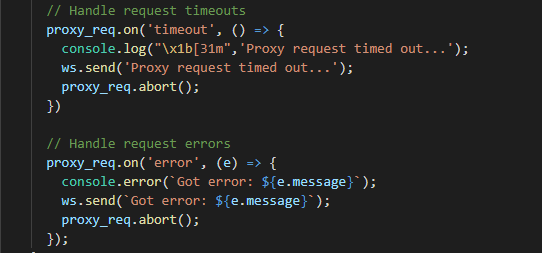 // Handle request timeouts
proxy_req.on('timeout', () => {
  console.log("\x1b[31m",'Proxy request timed out...');
  ws.send('Proxy request timed out...');
  proxy_req.abort();
})

// Handle request errors
proxy_req.on('error', (e) => {
  console.error(`Got error: ${e.message}`);
  ws.send(`Got error: ${e.message}`);
  proxy_req.abort();
});